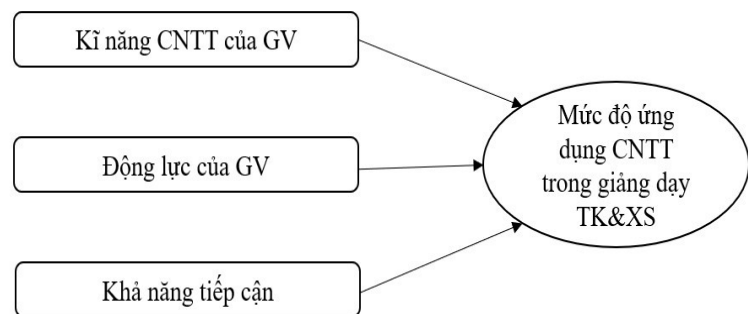 Kĩ năng CNTT của GV
Động lực của GV
Khả năng tiếp cận
Mức độ ứng
dụng CNTT
trong giảng dạy
TK&XS